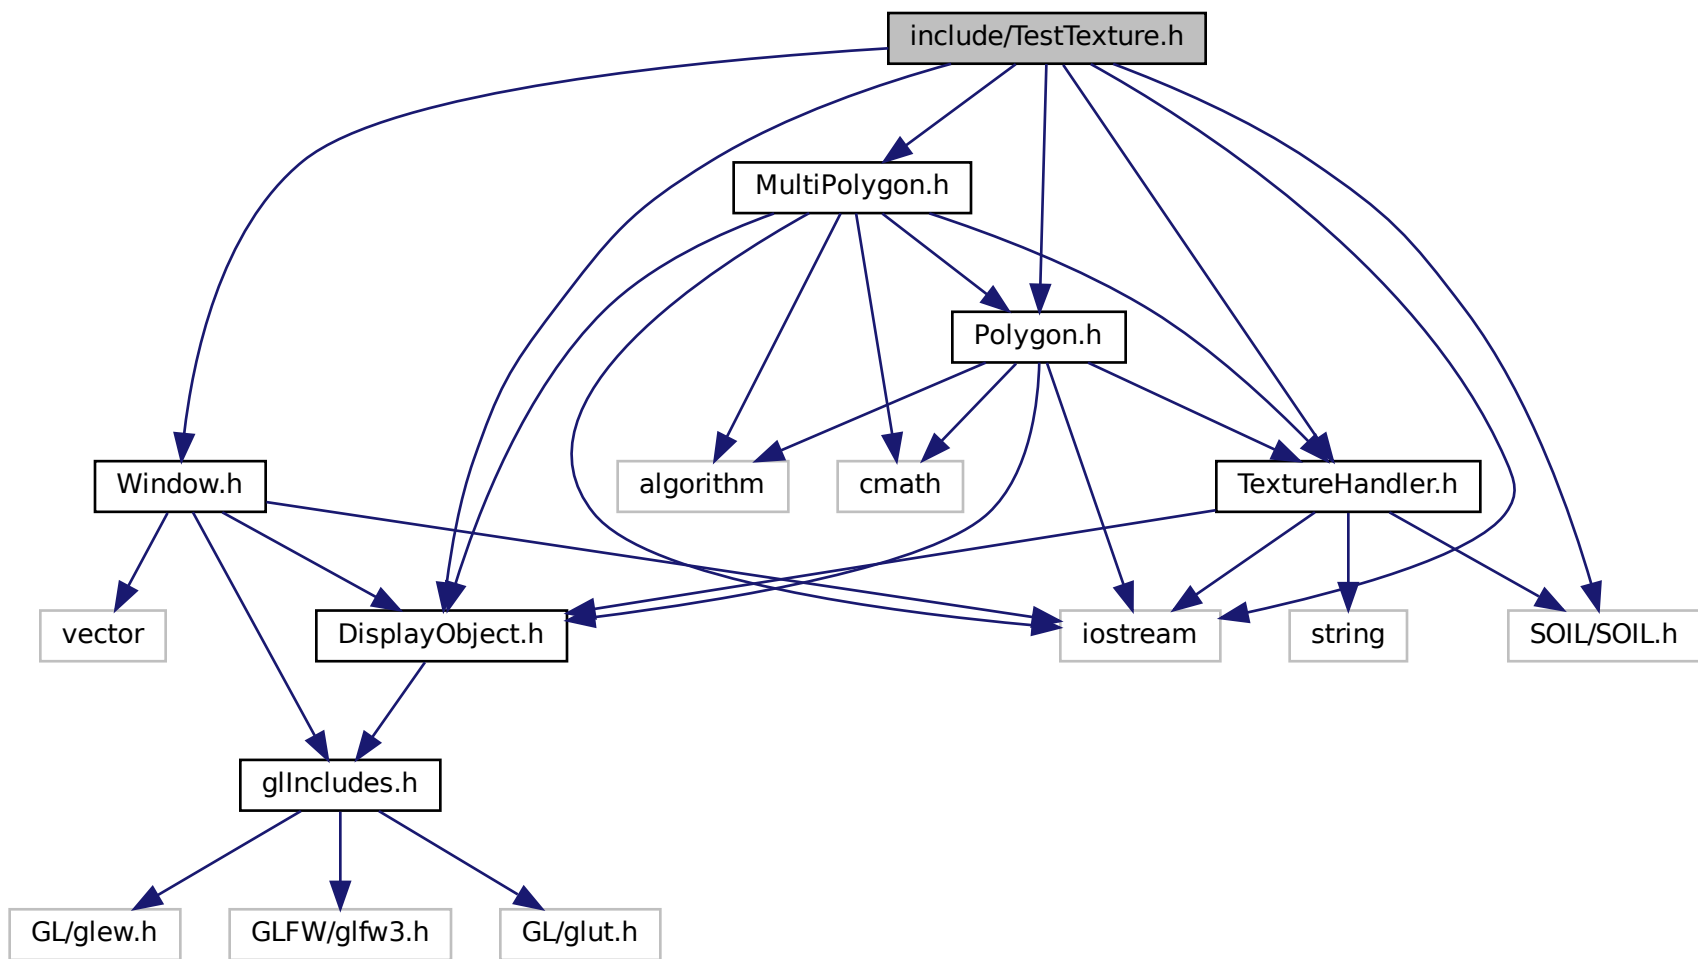 include/TestTexture.h
MultiPolygon.h
Polygon.h
Window.h
algorithm
cmath
TextureHandler.h
vector
DisplayObject.h
iostream
string
SOIL/SOIL.h
glIncludes.h
GL/glew.h
GLFW/glfw3.h
GL/glut.h